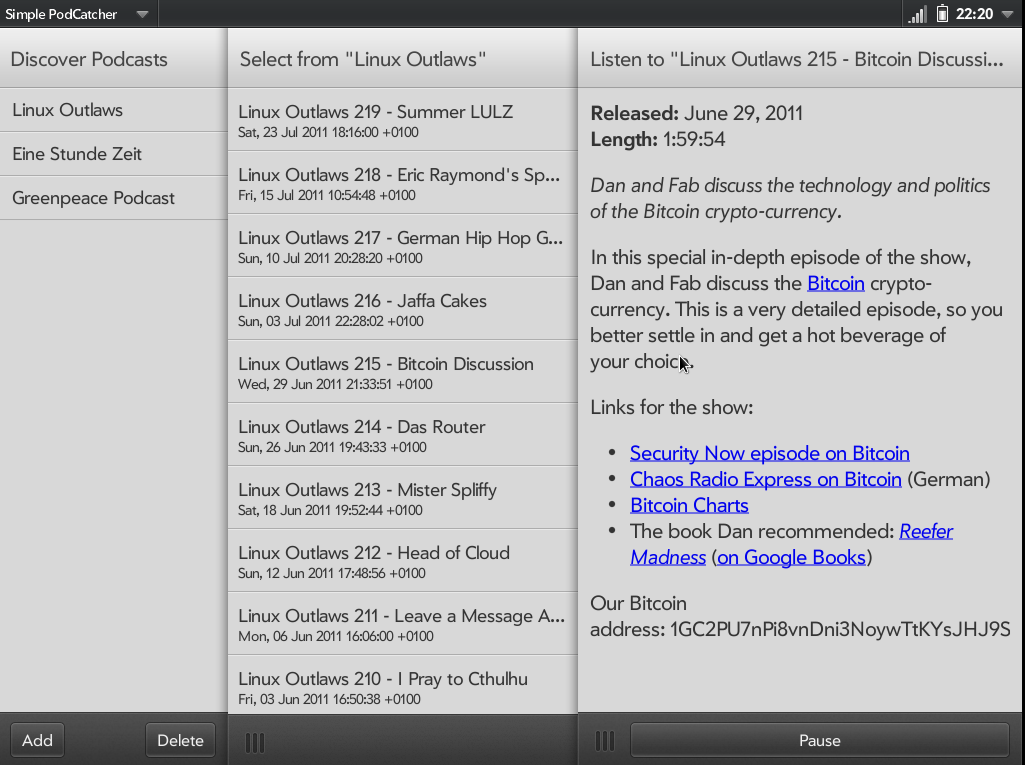 Simple PodCatcher
22:20
Discover Podcasts
Linux Outlaws
Eine Stunde Zeit
Greenpeace Podcast
Add
Delete
Select from "Linux Outlaws"
Linux Outlaws 219 - Summer LULZ
Sat, 23 Jul 2011 18:16:00 +0100
Linux Outlaws 218 - Eric Raymond's Sp...
Fri, 15 Jul 2011 10:54:48 +0100
Linux Outlaws 217 - German Hip Hop G...
Sun, 10 Jul 2011 20:28:20 +0100
Linux Outlaws 216 - Jaffa Cakes
Sun, 03 Jul 2011 22:28:02 +0100
Linux Outlaws 215 - Bitcoin Discussion
Wed, 29 Jun 2011 21:33:51 +0100
Linux Outlaws 214 - Das Router
Sun, 26 Jun 2011 19:43:33 +0100
Linux Outlaws 213 - Mister Spliffy
Sat, 18 Jun 2011 19:52:44 +0100
Linux Outlaws 212 - Head of Cloud
Sun, 12 Jun 2011 17:48:56 +0100
Linux Outlaws 211 - Leave a Message A...
Mon, 06 Jun 2011 16:06:00 +0100
Linux Outlaws 210 - I Pray to Cthulhu
Fri, 03 Jun 2011 16:50:38 +0100
Listen to "Linux Outlaws 215 - Bitcoin Discussi...
Released: June 29, 2011
Length: 1:59:54
Dan and Fab discuss the technology and politics
of the Bitcoin crypto-currency.
In this special in-depth episode of the show,
Dan and Fab discuss the Bitcoin crypto-
currency. This is a very detailed episode, so you
better settle in and get a hot beverage of
your choice.
Links for the show:
• Security Now episode on Bitcoin
• Chaos Radio Express on Bitcoin (German)
• Bitcoin Charts
• The book Dan recommended: Reefer
Madness (on Google Books)
Our Bitcoin
address: 1GC2PU7nPi8vnDni3NoywTtKYsJHJ9S
Pause